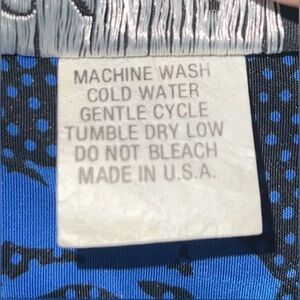 MACHINE WASH
COLD WATER
GENTLE CYCLE
TUMBLE DRY LOW
DO NOT BLEACH
MADE IN U.S.A.